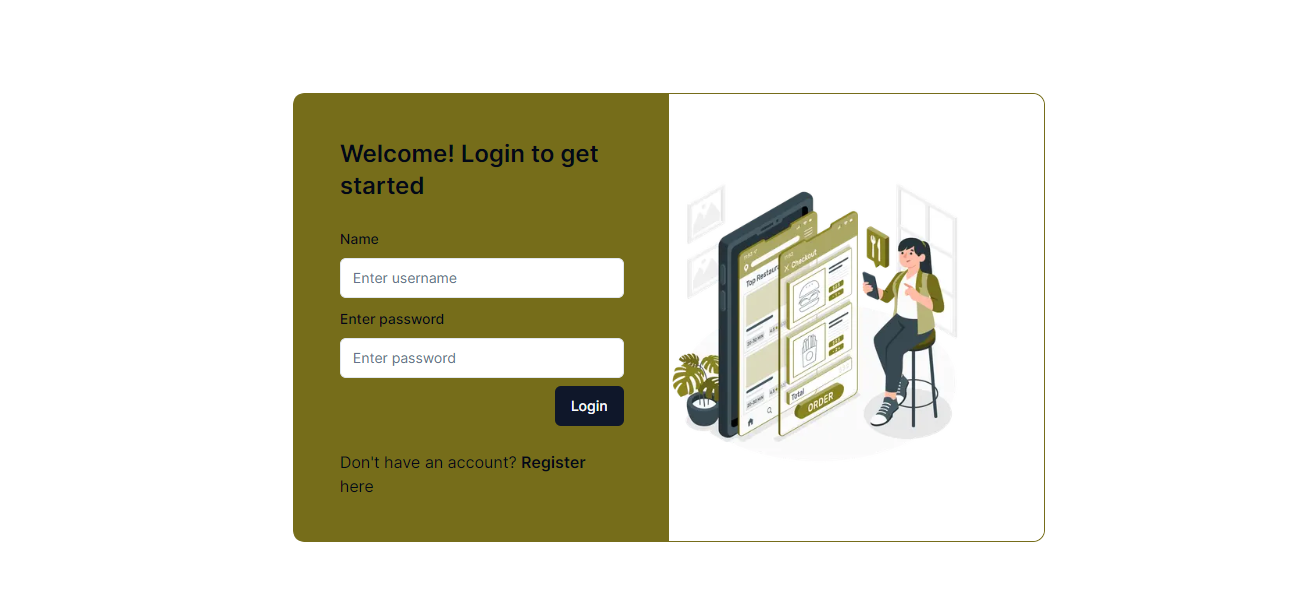 Welcome! Login to get
started
Name
Enter username
Enter password
Enter password
Login
Don't have an account? Register
here
Top Restaur
Checkout
Total
ORDER